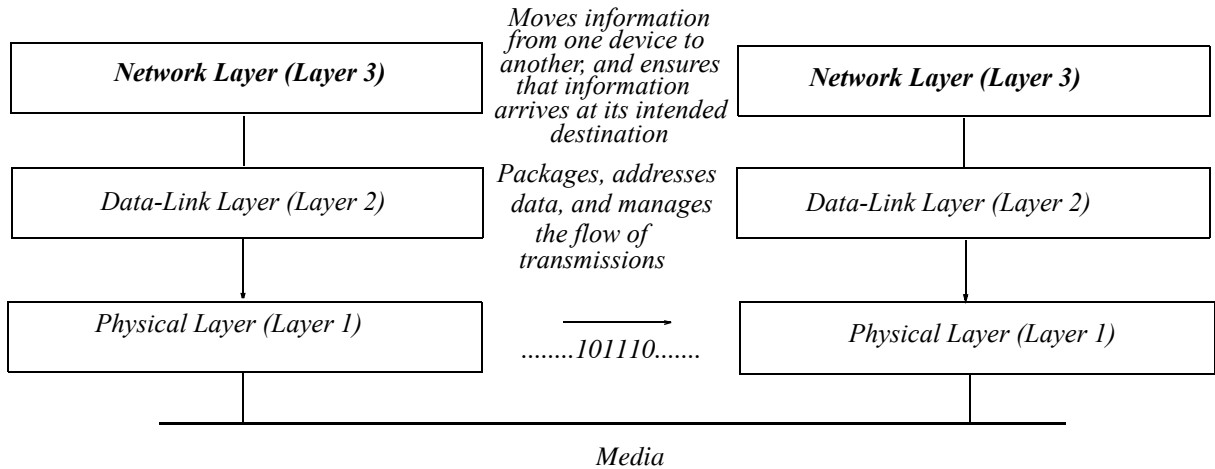 Network Layer (Layer 3)
Moves information
from one device to
another, and ensures
that information
arrives at its intended
destination
Network Layer (Layer 3)
Data-Link Layer (Layer 2)
Packages, addresses
data, and manages
the flow of
transmissions
Data-Link Layer (Layer 2)
Physical Layer (Layer 1)
........101110.......
Physical Layer (Layer 1)
Media